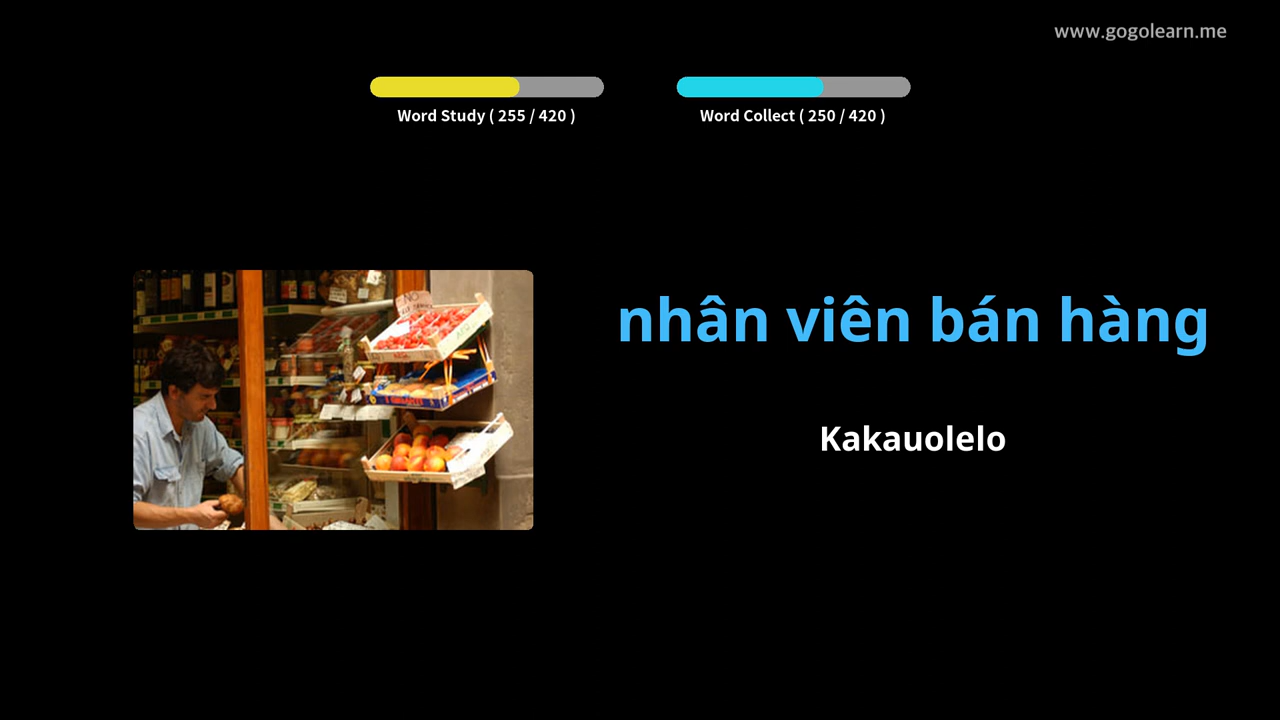 www.gogolearn.me
Word Study ( 255 / 420 )
Word Collect ( 250 / 420 )
nhân viên bán hàng
Kakauolelo